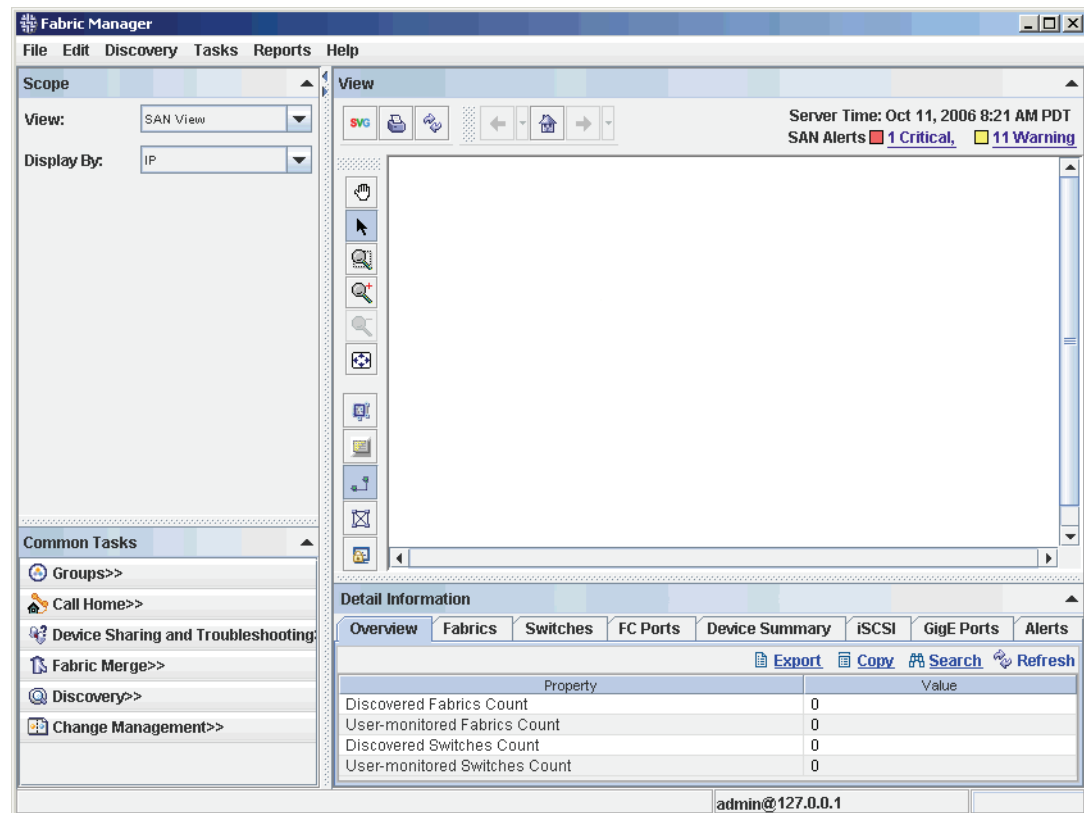 Fabric Manager
File Edit Discovery Tasks Reports Help
Scope
View: SAN View
Display By: IP
View
SVG
Server Time: Oct 11, 2006 8:21 AM PDT
SAN Alerts 1 Critical, 11 Warning
Common Tasks
Groups>>
Call Home>>
Device Sharing and Troubleshooting:
Fabric Merge>>
Discovery>>
Change Management>>
Detail Information
Overview Fabrics Switches FC Ports Device Summary iSCSI GigE Ports Alerts
Export Copy Search Refresh
Property Value
Discovered Fabrics Count 0
User-monitored Fabrics Count 0
Discovered Switches Count 0
User-monitored Switches Count 0
admin@127.0.0.1